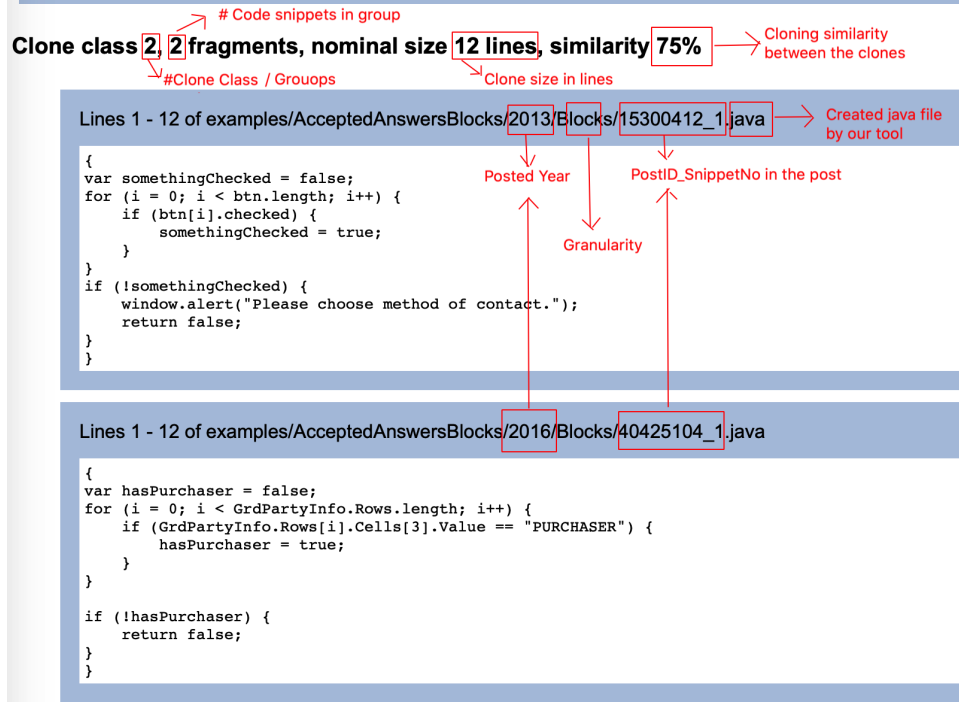 # Code snippets in group
Clone class 2, 2 fragments, nominal size 12 lines, similarity 75%
Cloning similarity
between the clones
#Clone Class / Grouops
Clone size in lines
Lines 1 - 12 of examples/AcceptedAnswersBlocks/2013/Blocks/15300412_1.java
Created java file
by our tool
{
var somethingChecked = false;
for (i = 0; i < btn.length; i++) {
    if (btn[i].checked) {
        somethingChecked = true;
    }
}
if (!somethingChecked) {
    window.alert("Please choose method of contact.");
    return false;
}
}
Posted Year
PostID_SnippetNo in the post
Granularity
Lines 1 - 12 of examples/AcceptedAnswersBlocks/2016/Blocks/40425104_1.java
{
var hasPurchaser = false;
for (i = 0; i < GrdPartyInfo.Rows.length; i++) {
    if (GrdPartyInfo.Rows[i].Cells[3].Value == "PURCHASER") {
        hasPurchaser = true;
    }
}
if (!hasPurchaser) {
    return false;
}
}